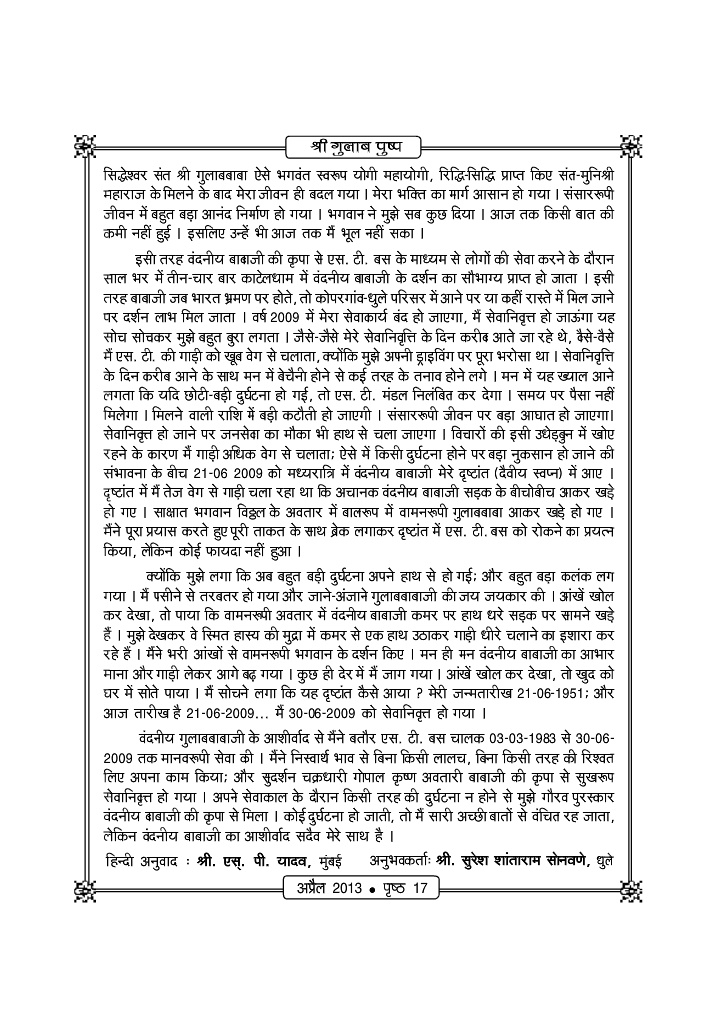 श्री गुलाब पुष्प
सिद्धेश्वर संत श्री गुलाबबाबा ऐसे भगवंत स्वरूप योगी महायोगी, रिद्धि-सिद्धि प्राप्त किए संत-मुनिश्री
महाराज के मिलने के बाद मेरा जीवन ही बदल गया । मेरा भक्ति का मार्ग आसान हो गया । संसाररूपी
जीवन में बहुत बड़ा आनंद निर्माण हो गया । भगवान ने मुझे सब कुछ दिया । आज तक किसी बात की
कमी नहीं हुई । इसलिए उन्हें भी आज तक मैं भूल नहीं सका ।
इसी तरह वंदनीय बाबाजी की कृपा से एस. टी. बस के माध्यम से लोगों की सेवा करने के दौरान
साल भर में तीन-चार बार काटेलधाम में वंदनीय बाबाजी के दर्शन का सौभाग्य प्राप्त हो जाता । इसी
तरह बाबाजी जब भारत भ्रमण पर होते, तो कोपरगांव-धुले परिसर में आने पर या कहीं रास्ते में मिल जाने
पर दर्शन लाभ मिल जाता । वर्ष 2009 में मेरा सेवाकार्य बंद हो जाएगा, मैं सेवानिवृत्त हो जाऊंगा यह
सोच सोचकर मुझे बहुत बुरा लगता । जैसे-जैसे मेरे सेवानिवृत्ति के दिन करीब आते जा रहे थे, वैसे-वैसे
मैं एस. टी. की गाड़ी को खूब वेग से चलाता, क्योंकि मुझे अपनी ड्राइविंग पर पूरा भरोसा था । सेवानिवृत्ति
के दिन करीब आने के साथ मन में बेचैनी होने से कई तरह के तनाव होने लगे । मन में यह ख्याल आने
लगता कि यदि छोटी-बड़ी दुर्घटना हो गई, तो एस. टी. मंडल निलंबित कर देगा । समय पर पैसा नहीं
मिलेगा । मिलने वाली राशि में बड़ी कटौती हो जाएगी । संसाररूपी जीवन पर बड़ा आघात हो जाएगा।
सेवानिवृत्त हो जाने पर जनसेवा का मौका भी हाथ से चला जाएगा । विचारों की इसी उधेड़बुन में खोए
रहने के कारण मैं गाड़ी अधिक वेग से चलाता; ऐसे में किसी दुर्घटना होने पर बड़ा नुकसान हो जाने की
संभावना के बीच 21-06 2009 को मध्यरात्रि में वंदनीय बाबाजी मेरे दृष्टांत (दैवीय स्वप्न) में आए ।
दृष्टांत में मैं तेज वेग से गाड़ी चला रहा था कि अचानक वंदनीय बाबाजी सड़क के बीचोबीच आकर खड़े
हो गए । साक्षात भगवान विठ्ठल के अवतार में बालरूप में वामनरूपी गुलाबबाबा आकर खड़े हो गए ।
मैंने पूरा प्रयास करते हुए पूरी ताकत के साथ ब्रेक लगाकर दृष्टांत में एस. टी. बस को रोकने का प्रयत्न
किया, लेकिन कोई फायदा नहीं हुआ ।
क्योंकि मुझे लगा कि अब बहुत बड़ी दुर्घटना अपने हाथ से हो गई; और बहुत बड़ा कलंक लग
गया । मैं पसीने से तरबतर हो गया और जाने-अंजाने गुलाबबाबाजी की जय जयकार की । आंखें खोल
कर देखा, तो पाया कि वामनरूपी अवतार में वंदनीय बाबाजी कमर पर हाथ धरे सड़क पर सामने खड़े
हैं । मुझे देखकर वे स्मित हास्य की मुद्रा में कमर से एक हाथ उठाकर गाड़ी धीरे चलाने का इशारा कर
रहे हैं । मैंने भरी आंखों से वामनरूपी भगवान के दर्शन किए । मन ही मन वंदनीय बाबाजी का आभार
माना और गाड़ी लेकर आगे बढ़ गया । कुछ ही देर में मैं जाग गया । आंखें खोल कर देखा, तो खुद को
घर में सोते पाया । मैं सोचने लगा कि यह दृष्टांत कैसे आया ? मेरी जन्मतारीख 21-06-1951; और
आज तारीख है 21-06-2009... मैं 30-06-2009 को सेवानिवृत्त हो गया ।
वंदनीय गुलाबबाबाजी के आशीर्वाद से मैंने बतौर एस. टी. बस चालक 03-03-1983 से 30-06-
2009 तक मानवरूपी सेवा की । मैंने निस्वार्थ भाव से बिना किसी लालच, बिना किसी तरह की रिश्वत
लिए अपना काम किया; और सुदर्शन चक्रधारी गोपाल कृष्ण अवतारी बाबाजी की कृपा से सुखरूप
सेवानिवृत्त हो गया । अपने सेवाकाल के दौरान किसी तरह की दुर्घटना न होने से मुझे गौरव पुरस्कार
वंदनीय बाबाजी की कृपा से मिला । कोई दुर्घटना हो जाती, तो मैं सारी अच्छी बातों से वंचित रह जाता,
लेकिन वंदनीय बाबाजी का आशीर्वाद सदैव मेरे साथ है ।
हिन्दी अनुवाद : श्री. एस्. पी. यादव, मुंबई अनुभवकर्ताः श्री. सुरेश शांताराम सोनवणे, धुले
अप्रैल 2013 ● पृष्ठ 17